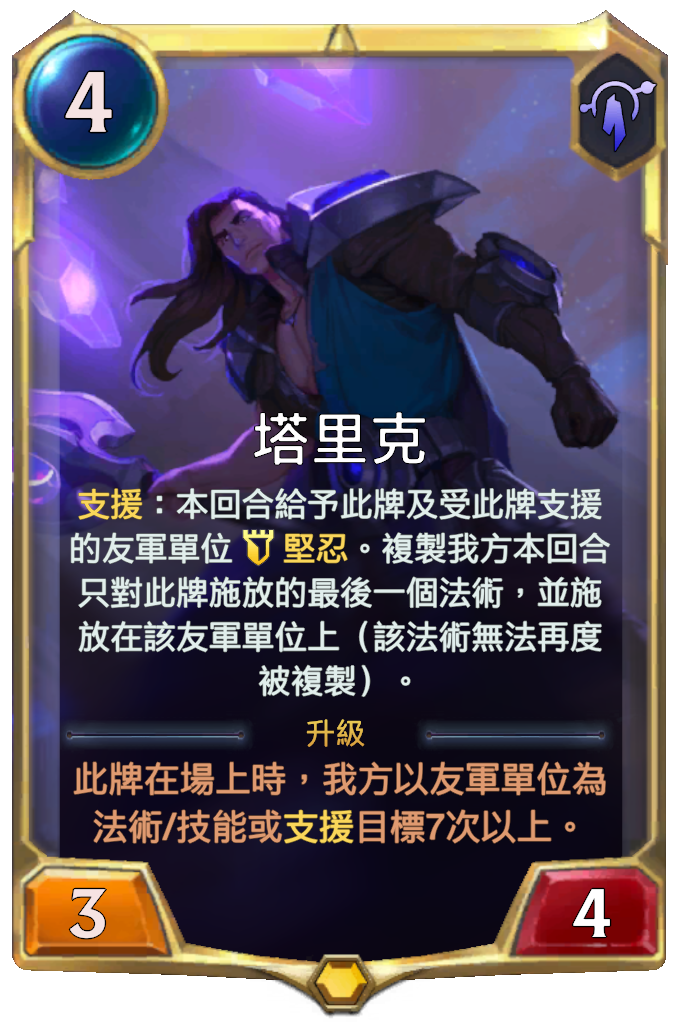 4
塔里克
支援：本回合給予此牌及受此牌支援
的友軍單位 堅忍。複製我方本回合
只對此牌施放的最後一個法術，並施
放在該友軍單位上（該法術無法再度
被複製）。
升級
此牌在場上時，我方以友軍單位為
法術/技能或支援目標7次以上。
3
4